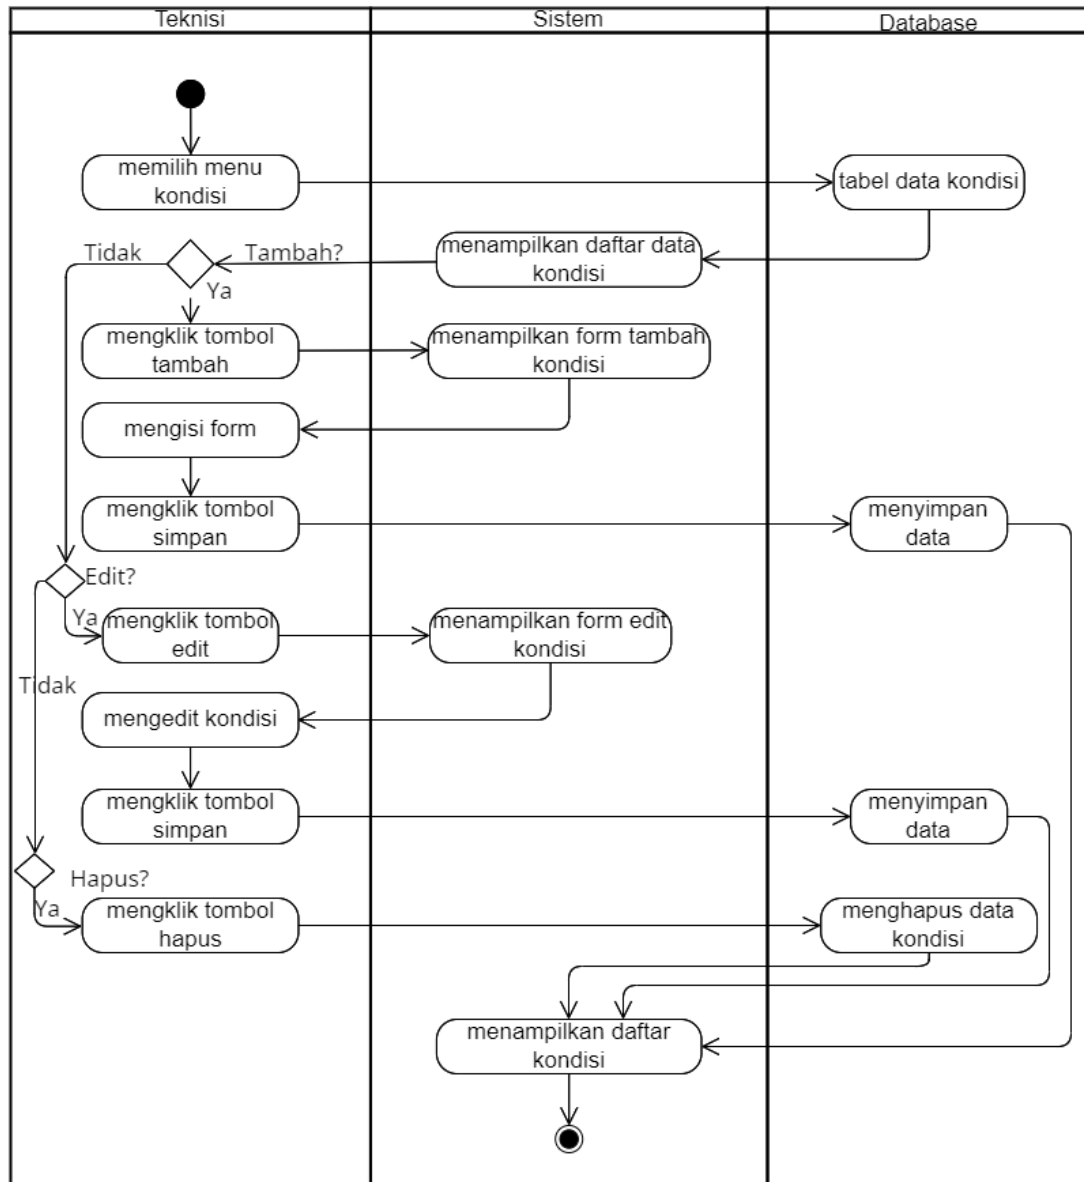 Teknisi
Sistem
Database
memilih menu
kondisi
tabel data kondisi
menampilkan daftar data
kondisi
Tidak
Tambah?
Ya
mengklik tombol
tambah
menampilkan form tambah
kondisi
mengisi form
mengklik tombol
simpan
menyimpan
data
Edit?
Ya
mengklik tombol
edit
menampilkan form edit
kondisi
Tidak
mengedit kondisi
mengklik tombol
simpan
menyimpan
data
Hapus?
Ya
mengklik tombol
hapus
menghapus data
kondisi
menampilkan daftar
kondisi